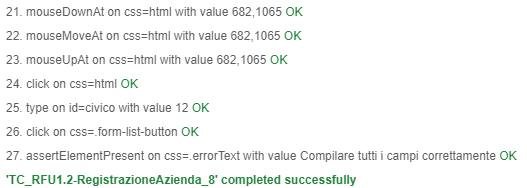 21. mouseDownAt on css=html with value 682,1065 OK
22. mouseMoveAt on css=html with value 682,1065 OK
23. mouseUpAt on css=html with value 682,1065 OK
24. click on css=html OK
25. type on id=civico with value 12 OK
26. click on css=.form-list-button OK
27. assertElementPresent on css=.errorText with value Compilare tutti i campi correttamente OK
'TC_RFU1.2-RegistrazioneAzienda_8' completed successfully